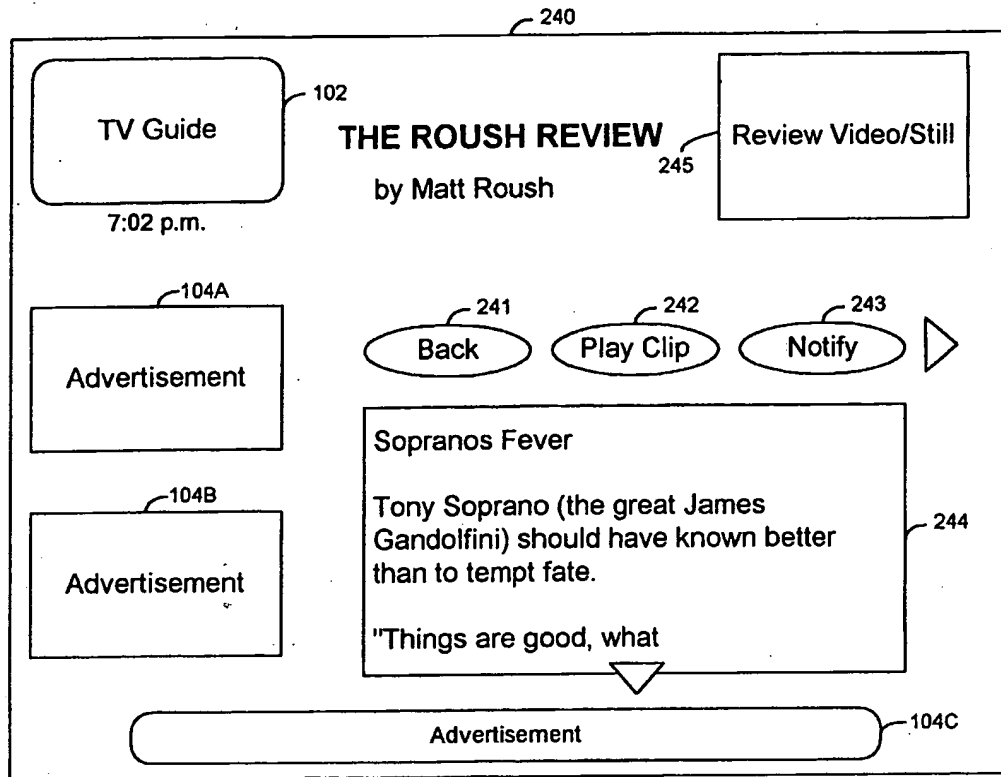 240
TV Guide
102
7:02 p.m.
THE ROUSH REVIEW
by Matt Roush
Review Video/Still
245
104A
Advertisement
104B
Advertisement
241
Back
242
Play Clip
243
Notify
Sopranos Fever
Tony Soprano (the great James
Gandolfini) should have known better
than to tempt fate.
"Things are good, what
244
Advertisement
104C